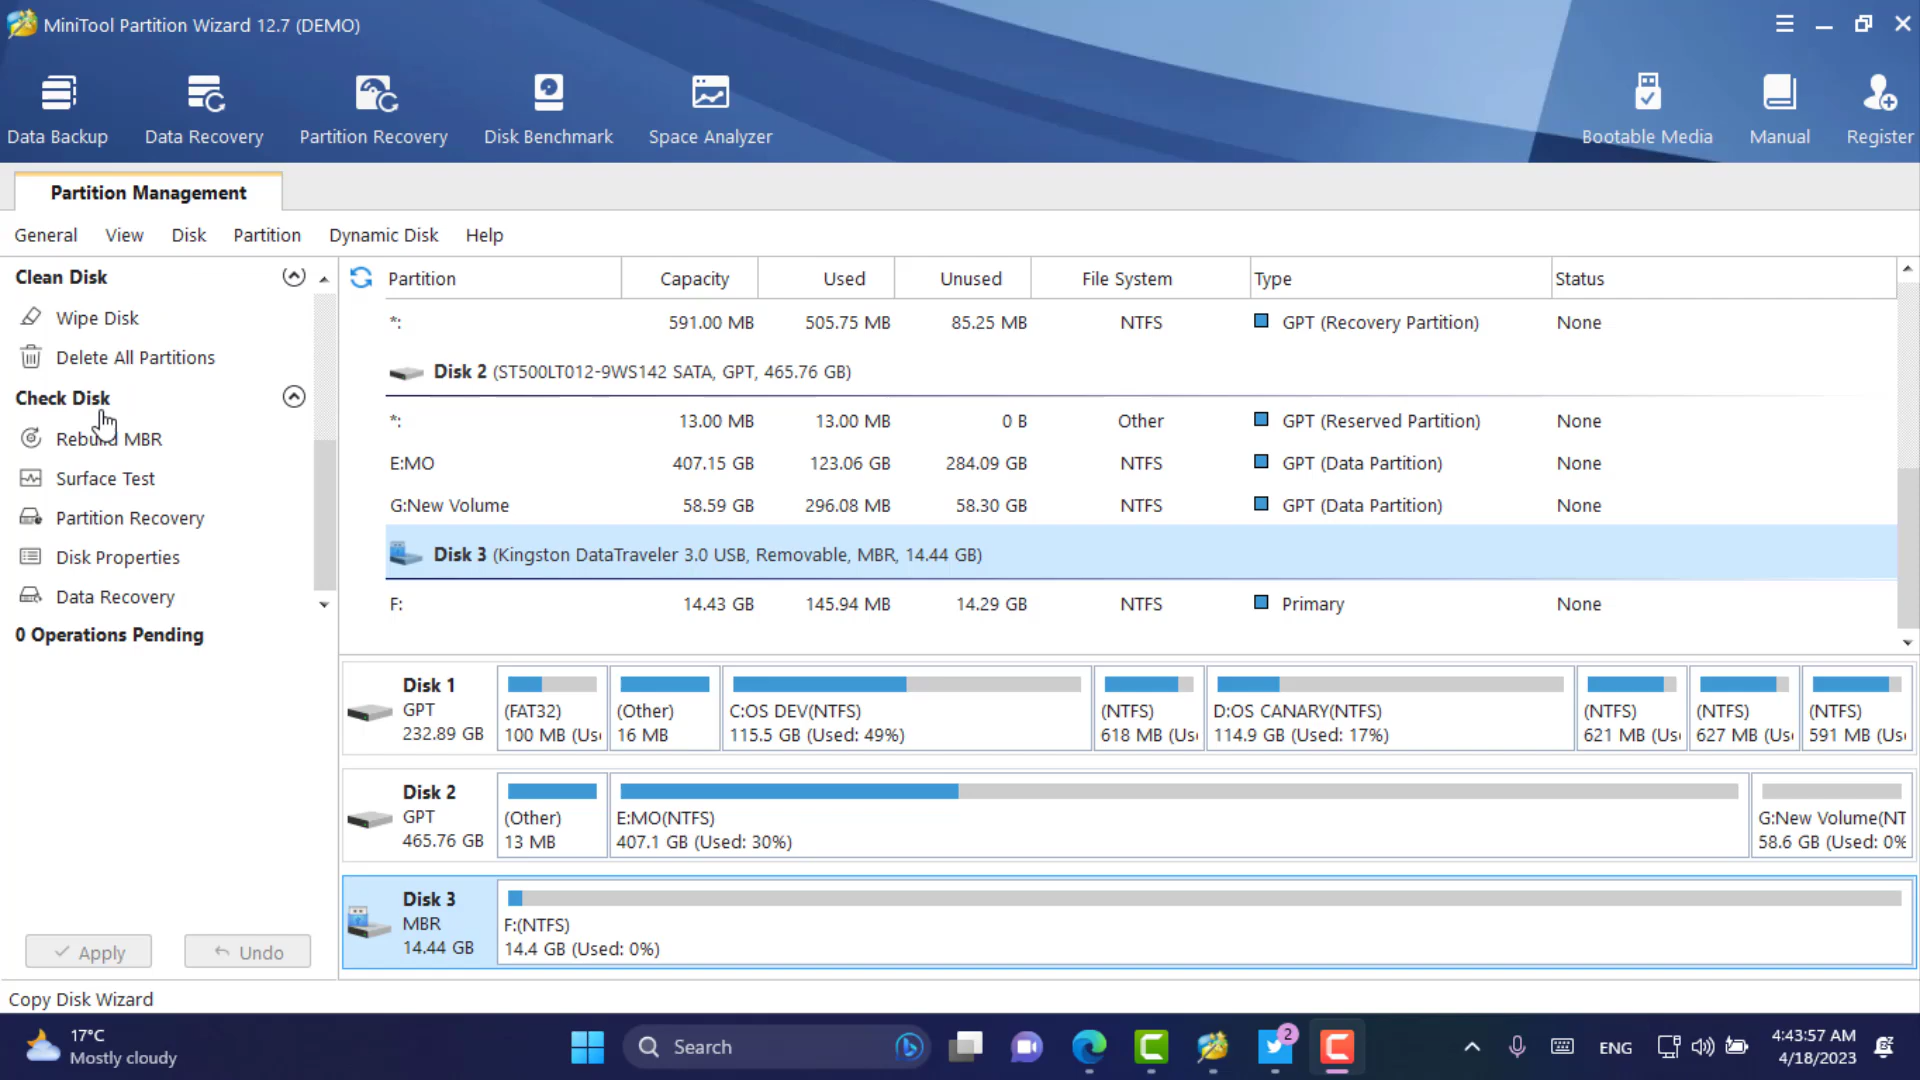 MiniTool Partition Wizard 12.7 (DEMO)
Data Backup
Data Recovery
Partition Recovery
Disk Benchmark
Space Analyzer
Bootable Media
Manual
Register
Partition Management
General
View
Disk
Partition
Dynamic Disk
Help
Clean Disk
Wipe Disk
Delete All Partitions
Check Disk
Rebuild MBR
Surface Test
Partition Recovery
Disk Properties
Data Recovery
0 Operations Pending
Apply
Undo
Partition Capacity Used Unused File System Type Status
*: 591.00 MB 505.75 MB 85.25 MB NTFS GPT (Recovery Partition) None
Disk 2 (ST500LT012-9WS142 SATA, GPT, 465.76 GB)
*: 13.00 MB 13.00 MB 0 B Other GPT (Reserved Partition) None
E:MO 407.15 GB 123.06 GB 284.09 GB NTFS GPT (Data Partition) None
G:New Volume 58.59 GB 296.08 MB 58.30 GB NTFS GPT (Data Partition) None
Disk 3 (Kingston DataTraveler 3.0 USB, Removable, MBR, 14.44 GB)
F: 14.43 GB 145.94 MB 14.29 GB NTFS Primary None
Disk 1
GPT
232.89 GB
(FAT32)
100 MB (Us
(Other)
16 MB
C:OS DEV(NTFS)
115.5 GB (Used: 49%)
(NTFS)
618 MB (Us
D:OS CANARY(NTFS)
114.9 GB (Used: 17%)
(NTFS)
621 MB (Us
(NTFS)
627 MB (Us
(NTFS)
591 MB (Us
Disk 2
GPT
465.76 GB
(Other)
13 MB
E:MO(NTFS)
407.1 GB (Used: 30%)
G:New Volume(NT
58.6 GB (Used: 0%
Disk 3
MBR
14.44 GB
F:(NTFS)
14.4 GB (Used: 0%)
Copy Disk Wizard
17°C
Mostly cloudy
Search
2
ENG
4:43:57 AM
4/18/2023